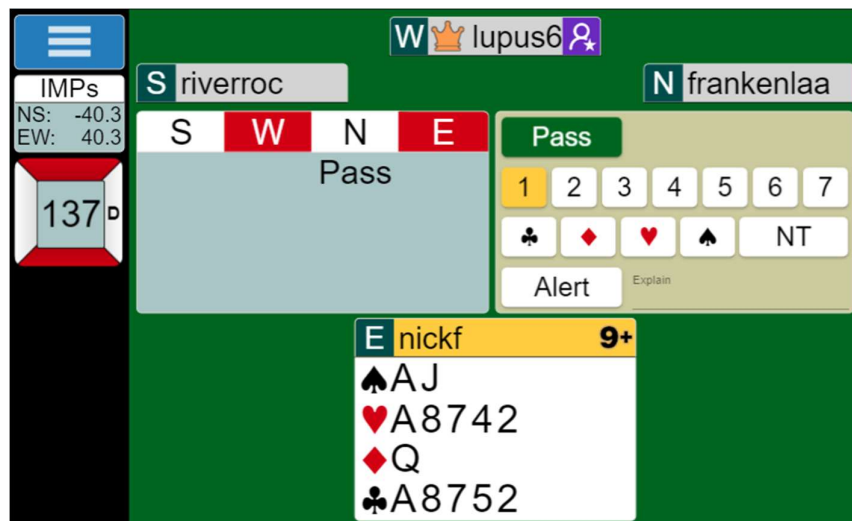 W lupus6
S riverroc
N frankenlaa
IMPs
NS: -40.3
EW: 40.3
137 D
S W N E
Pass
Pass
1 2 3 4 5 6 7
♣ ♦ ♥ ♠ NT
Alert Explain
E nickf 9+
♠AJ
♥A8742
♦Q
♣A8752